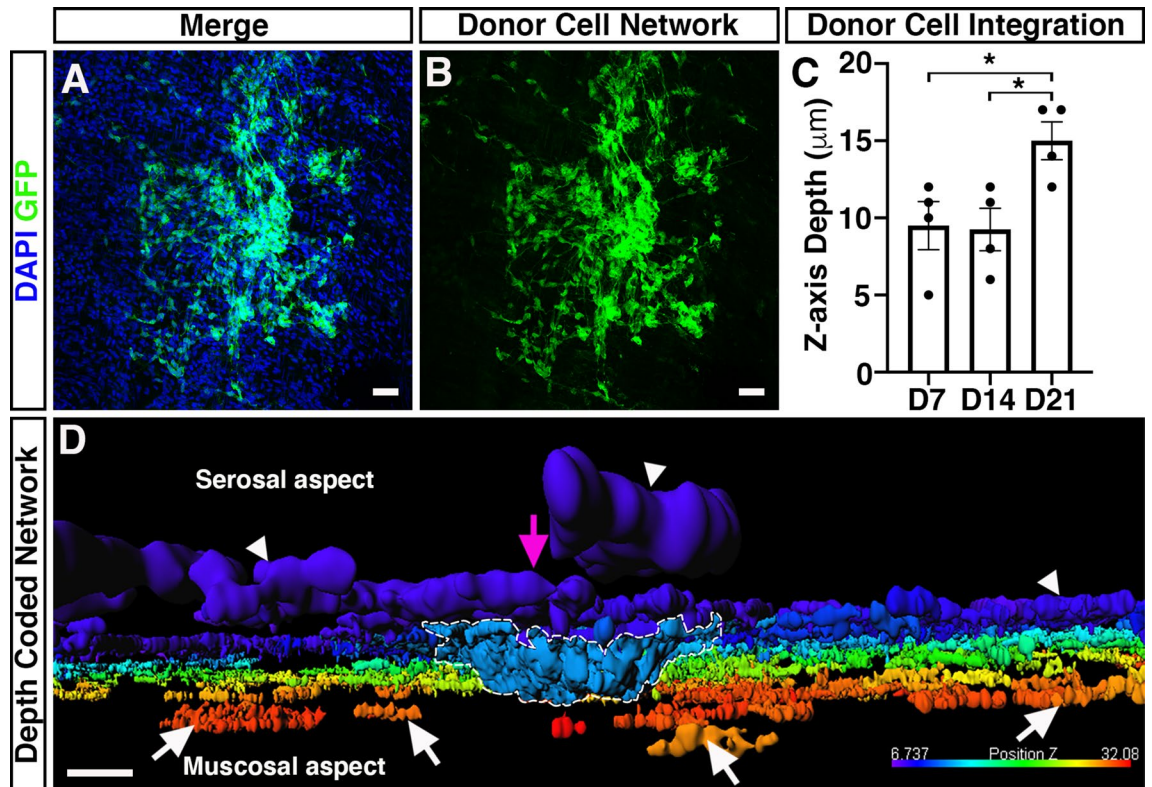 Merge
Donor Cell Network
Donor Cell Integration
DAPI GFP
A
B
C
Z-axis Depth (μm)
20
15
10
5
0
*
*
D7 D14 D21
Depth Coded Network
D
Serosal aspect
Muscosal aspect
6.737 Position Z 32.08